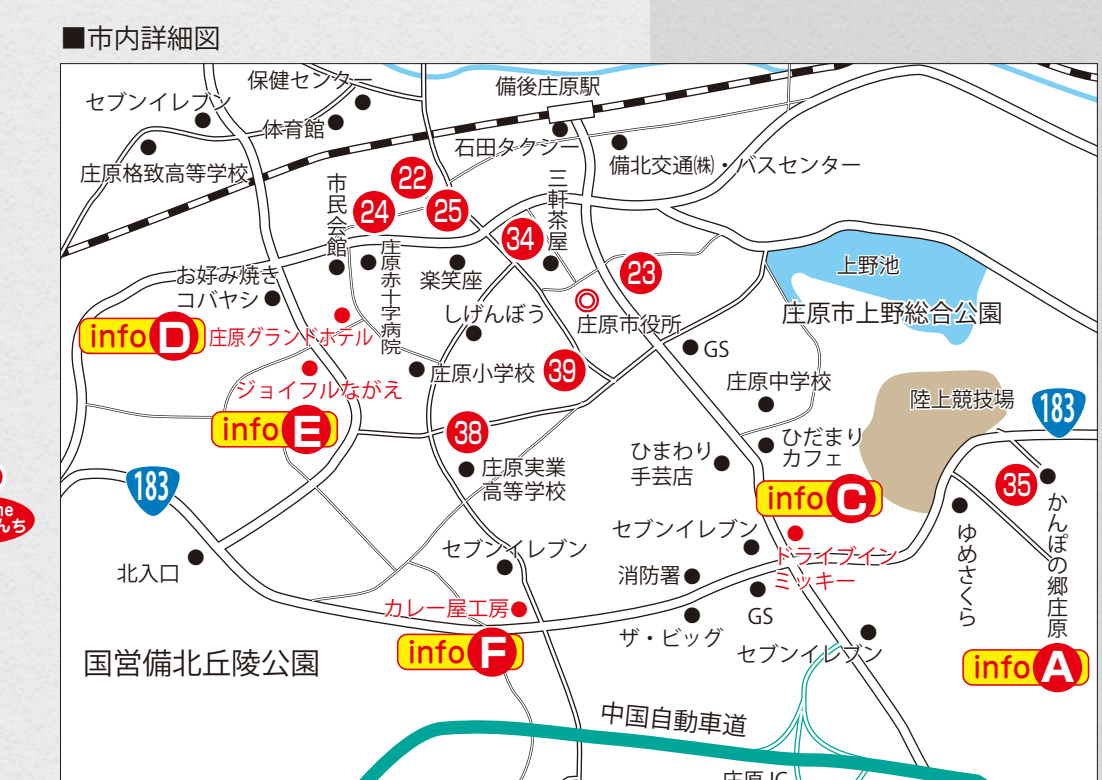 ■市内詳細図
保健センター
セブンイレブン
体育館
備後庄原駅
石田タクシー
備北交通㈱・バスセンター
庄原格致高等学校
22
24
25
市民会館
三軒茶屋
34
23
上野池
庄原市上野総合公園
お好み焼き
コバヤシ
庄原赤十字病院
楽笑座
しげんぼう
庄原市役所
info D
庄原グランドホテル
GS
ジョイフルながえ
庄原小学校
39
庄原中学校
陸上競技場
183
info E
38
ひだまり
カフェ
ひまわり
手芸店
庄原実業
高等学校
183
info C
35
かんぽの郷庄原
ゆめさくら
セブンイレブン
ドライブイン
ミッキー
セブンイレブン
北入口
消防署
カレー屋工房
GS
ザ・ビッグ
セブンイレブン
info F
info A
国営備北丘陵公園
中国自動車道
庄原IC
んち